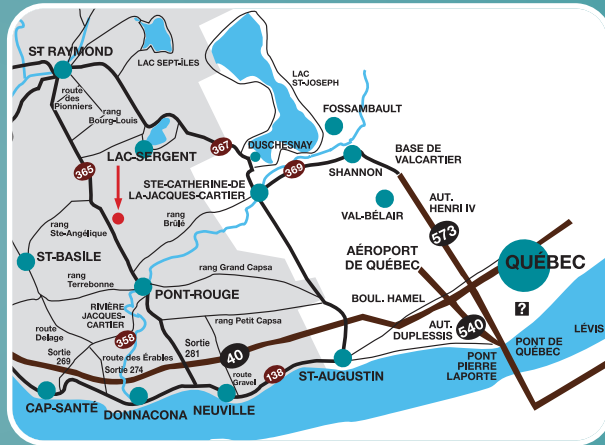 ST RAYMOND
LAC SEPT-ÎLES
LAC
ST-JOSEPH
route
des
Pionniers
rang
Bourg-Louis
FOSSAMBAULT
367
DUSCHESNAY
BASE DE
VALCARTIER
LAC-SERGENT
365
369
SHANNON
STE-CATHERINE-DE
LA-JACQUES-CARTIER
AUT.
HENRI IV
VAL-BÉLAIR
rang
Ste-Angélique
rang
Brûlé
573
ST-BASILE
AÉROPORT
DE QUÉBEC
QUÉBEC
rang
Terrebonne
rang Grand Capsa
PONT-ROUGE
BOUL. HAMEL
RIVIÈRE
JACQUES-
CARTIER
rang Petit Capsa
?
AUT.
DUPLESSIS
540
LÉVIS
route
Delage
358
Sortie
269
route des Érables
Sortie 274
Sortie
281
40
PONT DE
QUÉBEC
PONT
PIERRE
LAPORTE
route
Gravel
138
ST-AUGUSTIN
CAP-SANTÉ
DONNACONA
NEUVILLE